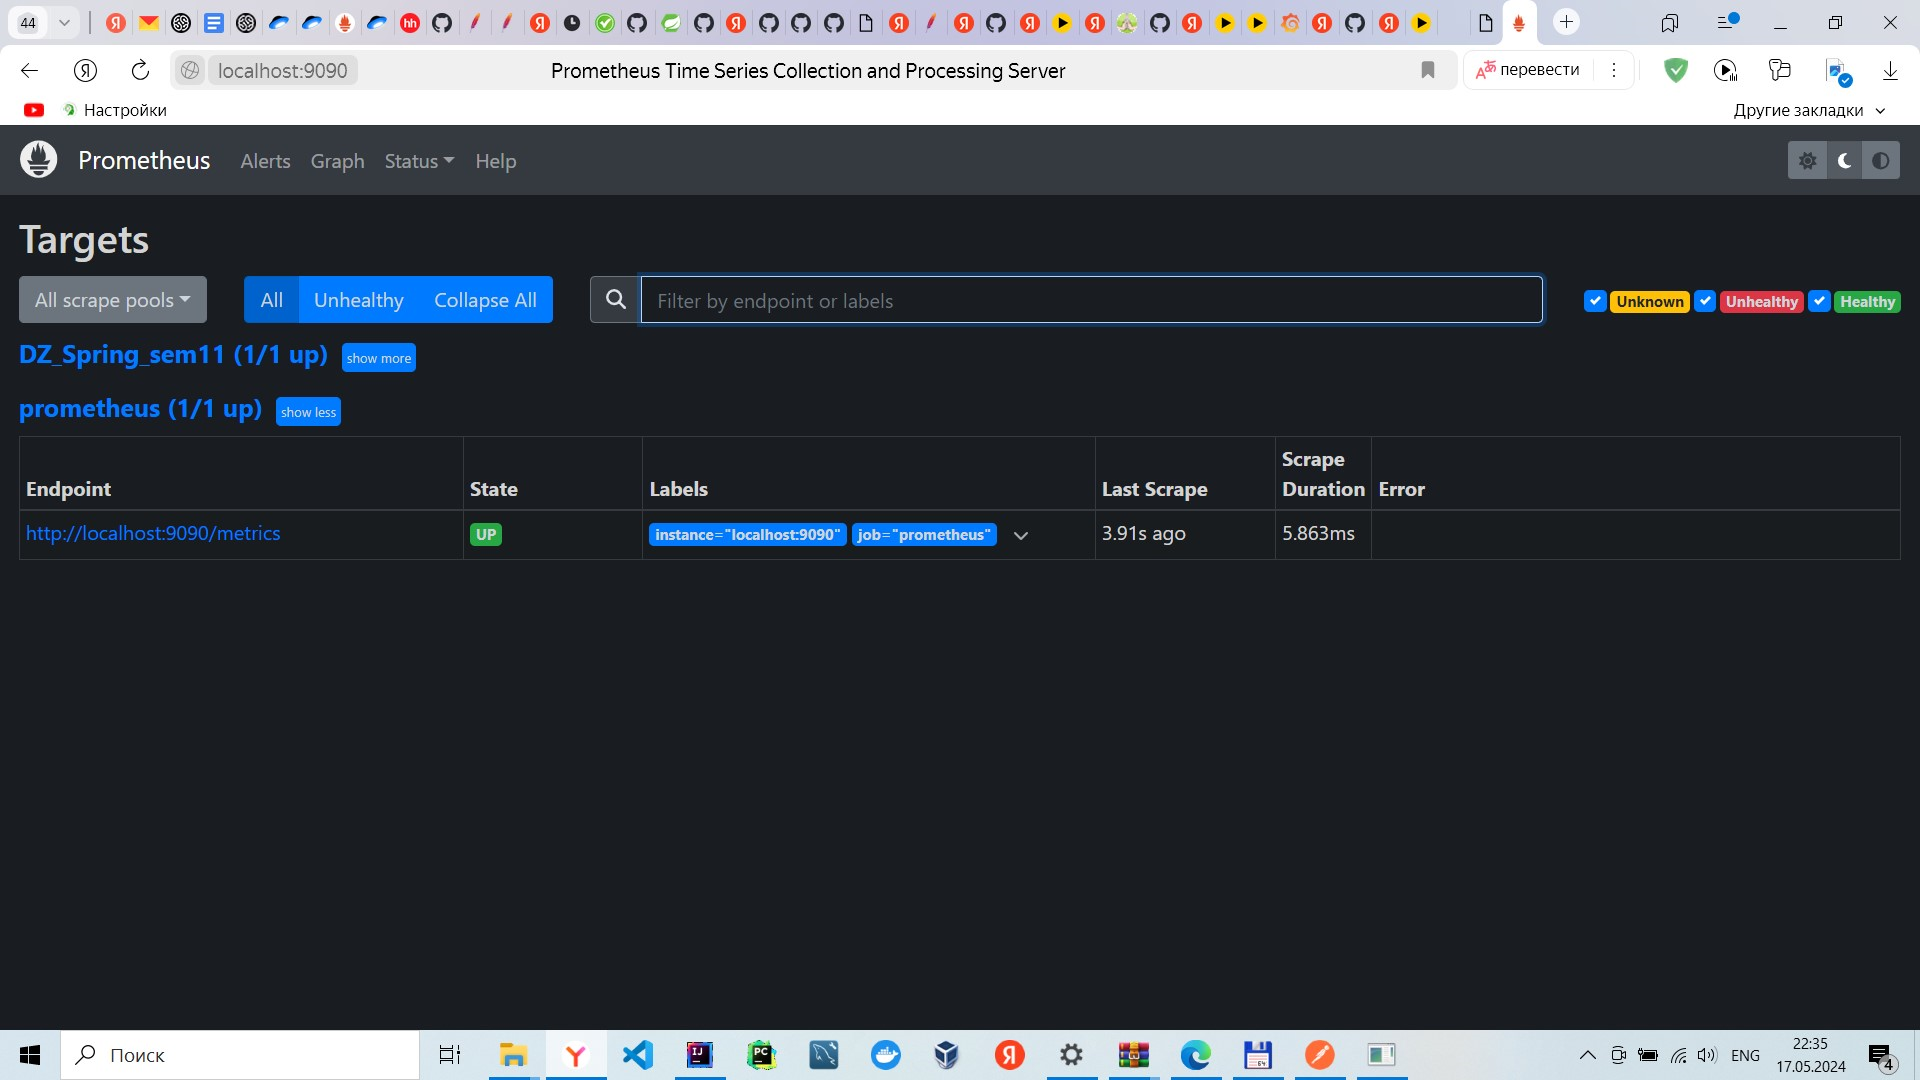 44
localhost:9090
Prometheus Time Series Collection and Processing Server
перевести
Настройки
Другие закладки
Prometheus Alerts Graph Status Help
Targets
All scrape pools All Unhealthy Collapse All Filter by endpoint or labels Unknown Unhealthy Healthy
DZ_Spring_sem11 (1/1 up) show more
prometheus (1/1 up) show less
Endpoint State Labels Last Scrape Scrape Duration Error
http://localhost:9090/metrics UP instance="localhost:9090" job="prometheus" 3.91s ago 5.863ms
Поиск
ENG
22:35
17.05.2024
4